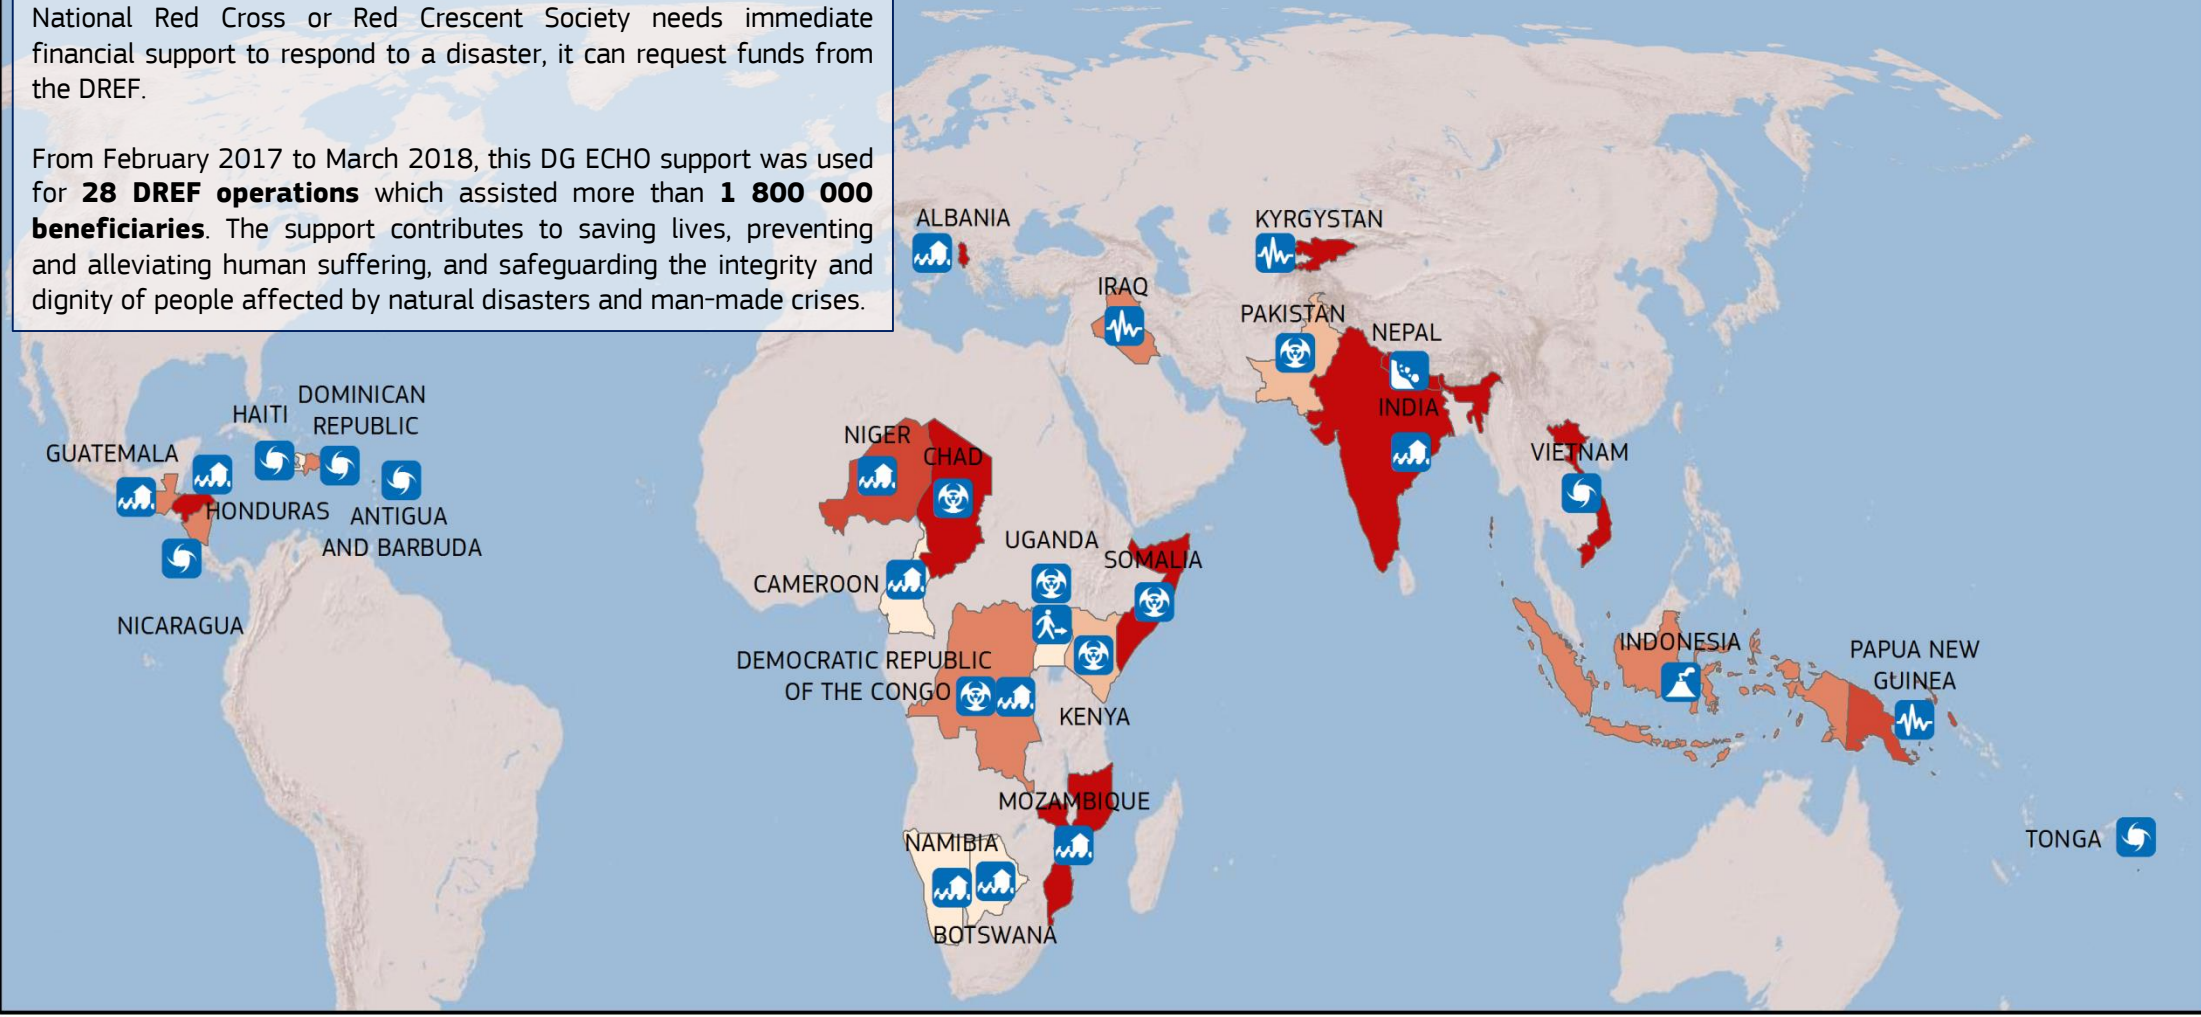 National Red Cross or Red Crescent Society needs immediate
financial support to respond to a disaster, it can request funds from
the DREF.
From February 2017 to March 2018, this DG ECHO support was used
for 28 DREF operations which assisted more than 1 800 000
beneficiaries. The support contributes to saving lives, preventing
and alleviating human suffering, and safeguarding the integrity and
dignity of people affected by natural disasters and man-made crises.
ALBANIA
KYRGYSTAN
IRAQ
PAKISTAN
NEPAL
INDIA
VIETNAM
DOMINICAN
REPUBLIC
HAITI
GUATEMALA
HONDURAS
ANTIGUA
AND BARBUDA
NICARAGUA
NIGER
CHAD
UGANDA
SOMALIA
CAMEROON
DEMOCRATIC REPUBLIC
OF THE CONGO
KENYA
MOZAMBIQUE
NAMIBIA
BOTSWANA
INDONESIA
PAPUA NEW
GUINEA
TONGA